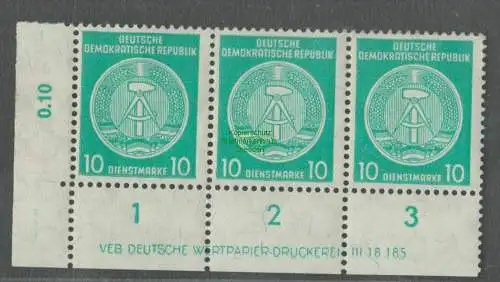 DEUTSCHE DEUTSCHE DEUTSCHE
DEMOKRATISCHE REPUBLIK DEMOKRATISCHE REPUBLIK DEMOKRATISCHE REPUBLIK
0.10
Kopierschutz
10 10 10 10 10 10
DIENSTMARKE DIENSTMARKE DIENSTMARKE
1 2 3
VEB DEUTSCHE WERTPAPIER-DRUCKEREI III 18 185